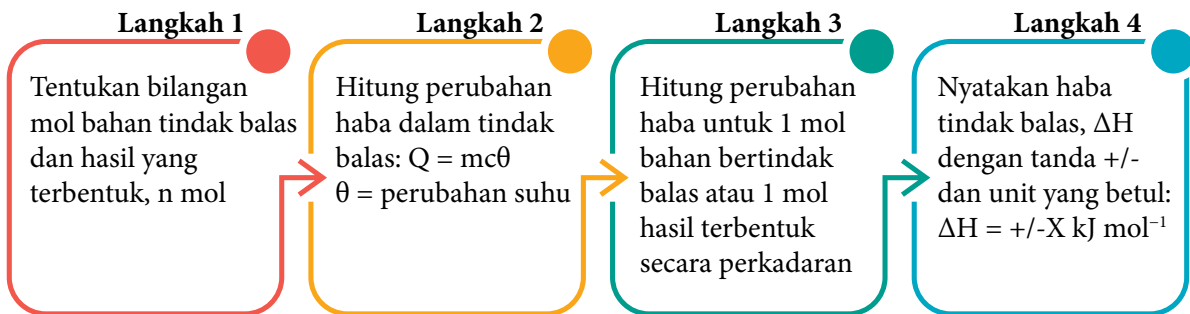 Langkah 1
Tentukan bilangan
mol bahan tindak balas
dan hasil yang
terbentuk, n mol
Langkah 2
Hitung perubahan
haba dalam tindak
balas: Q = mcθ
θ = perubahan suhu
Langkah 3
Hitung perubahan
haba untuk 1 mol
bahan bertindak
balas atau 1 mol
hasil terbentuk
secara perkadaran
Langkah 4
Nyatakan haba
tindak balas, ΔH
dengan tanda +/-
dan unit yang betul:
ΔH = +/-X kJ mol⁻¹